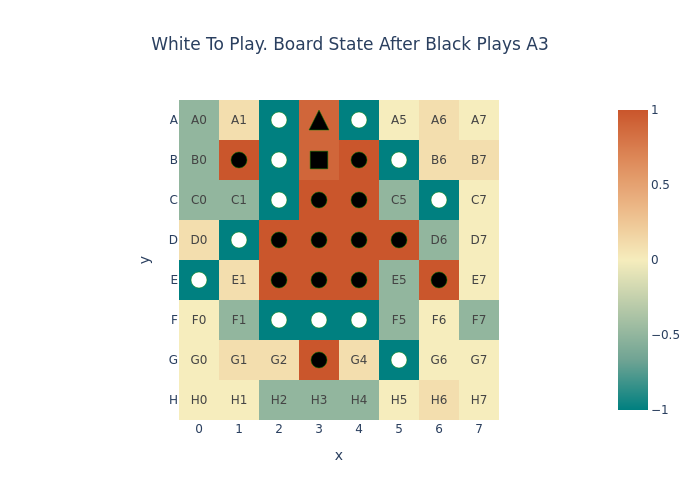 White To Play. Board State After Black Plays A3
A A0 A1 A5 A6 A7
B B0 B6 B7
C C0 C1 C5 C7
D D0 D6 D7
E E1 E5 E7
F F0 F1 F5 F6 F7
G G0 G1 G2 G4 G6 G7
H H0 H1 H2 H3 H4 H5 H6 H7
0 1 2 3 4 5 6 7
x
y
1
0.5
0
−0.5
−1